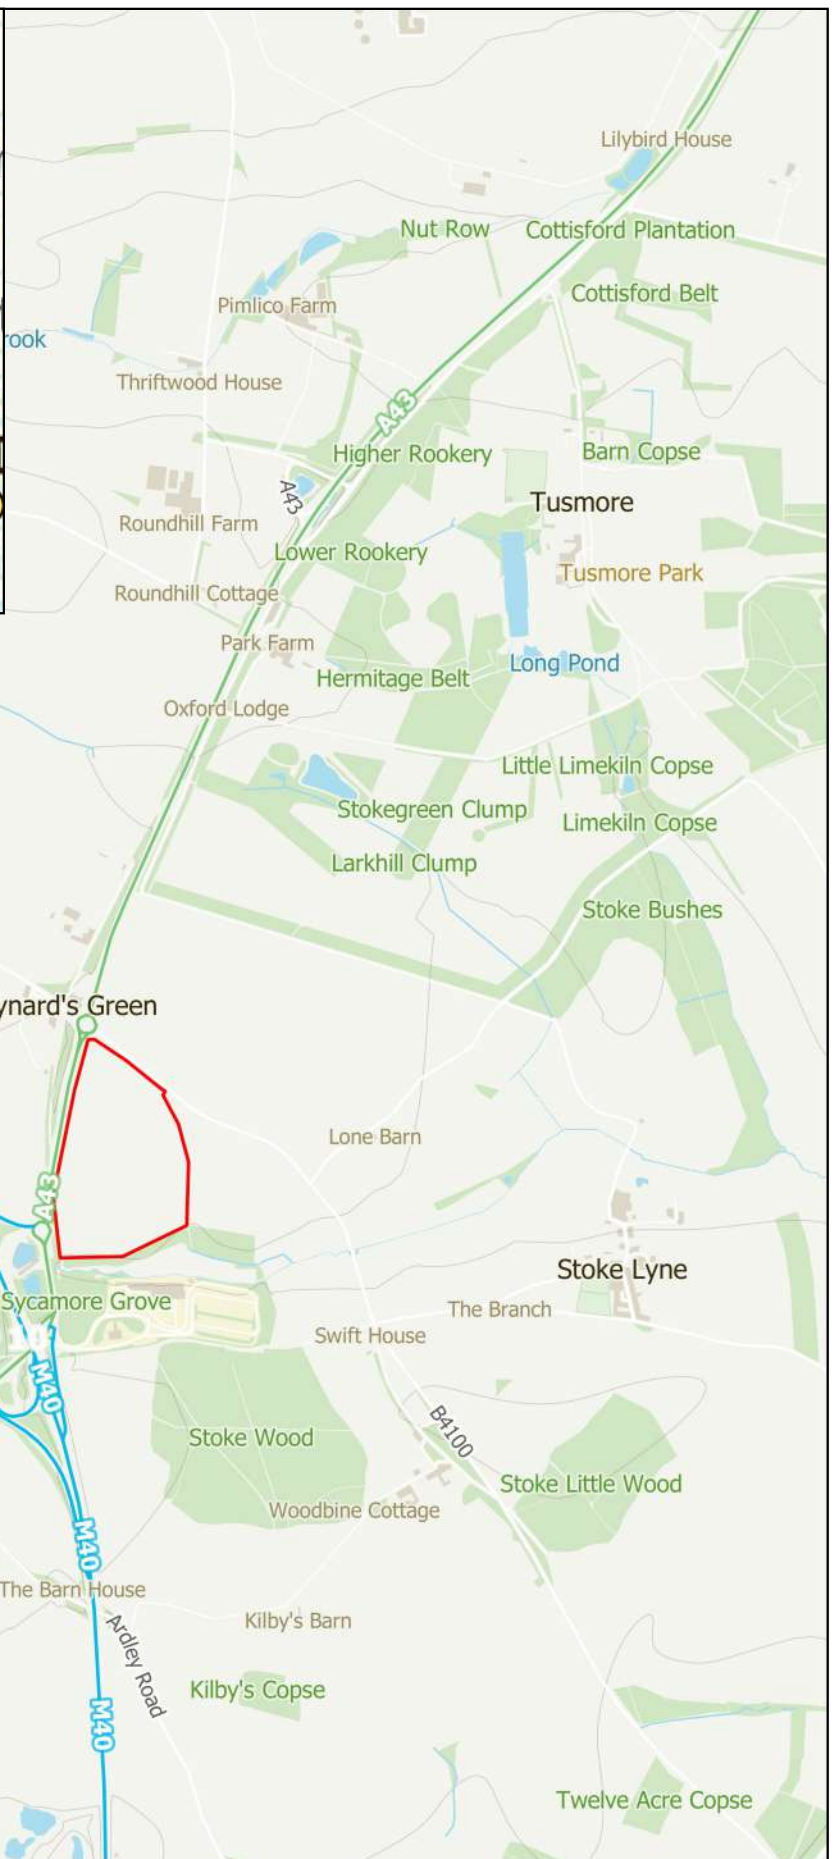 Lilybird House
Nut Row
Cottisford Plantation
Cottisford Belt
Pimlico Farm
rook
Thriftwood House
A43
Higher Rookery
Barn Copse
A43
Tusmore
Roundhill Farm
Lower Rookery
Tusmore Park
Roundhill Cottage
Park Farm
Long Pond
Hermitage Belt
Oxford Lodge
Little Limekiln Copse
Stokegreen Clump
Limekiln Copse
Larkhill Clump
Stoke Bushes
ynard's Green
Lone Barn
A43
Stoke Lyne
Sycamore Grove
The Branch
Swift House
M40
B4100
Stoke Wood
Stoke Little Wood
Woodbine Cottage
M40
The Barn House
Ardley Road
Kilby's Barn
Kilby's Copse
M40
Twelve Acre Copse